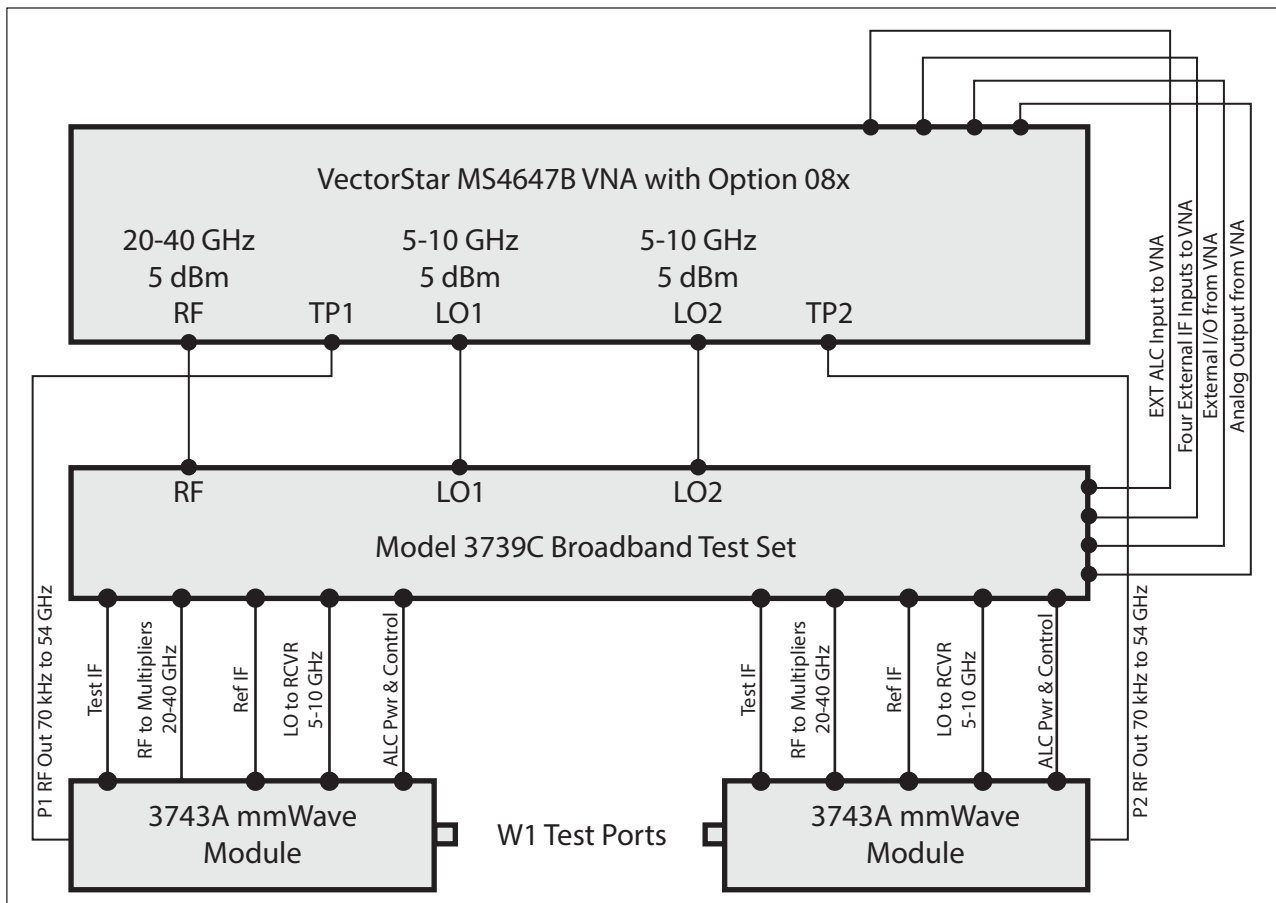 VectorStar MS4647B VNA with Option 08x
20-40 GHz
5 dBm
RF
TP1
5-10 GHz
5 dBm
LO1
5-10 GHz
5 dBm
LO2
TP2
EXT ALC Input to VNA
Four External IF Inputs to VNA
External I/O from VNA
Analog Output from VNA
RF
LO1
LO2
Model 3739C Broadband Test Set
P1 RF Out 70 kHz to 54 GHz
Test IF
RF to Multipliers
20-40 GHz
Ref IF
LO to RCVR
5-10 GHz
ALC Pwr & Control
Test IF
RF to Multipliers
20-40 GHz
Ref IF
LO to RCVR
5-10 GHz
ALC Pwr & Control
P2 RF Out 70 kHz to 54 GHz
3743A mmWave
Module
W1 Test Ports
3743A mmWave
Module